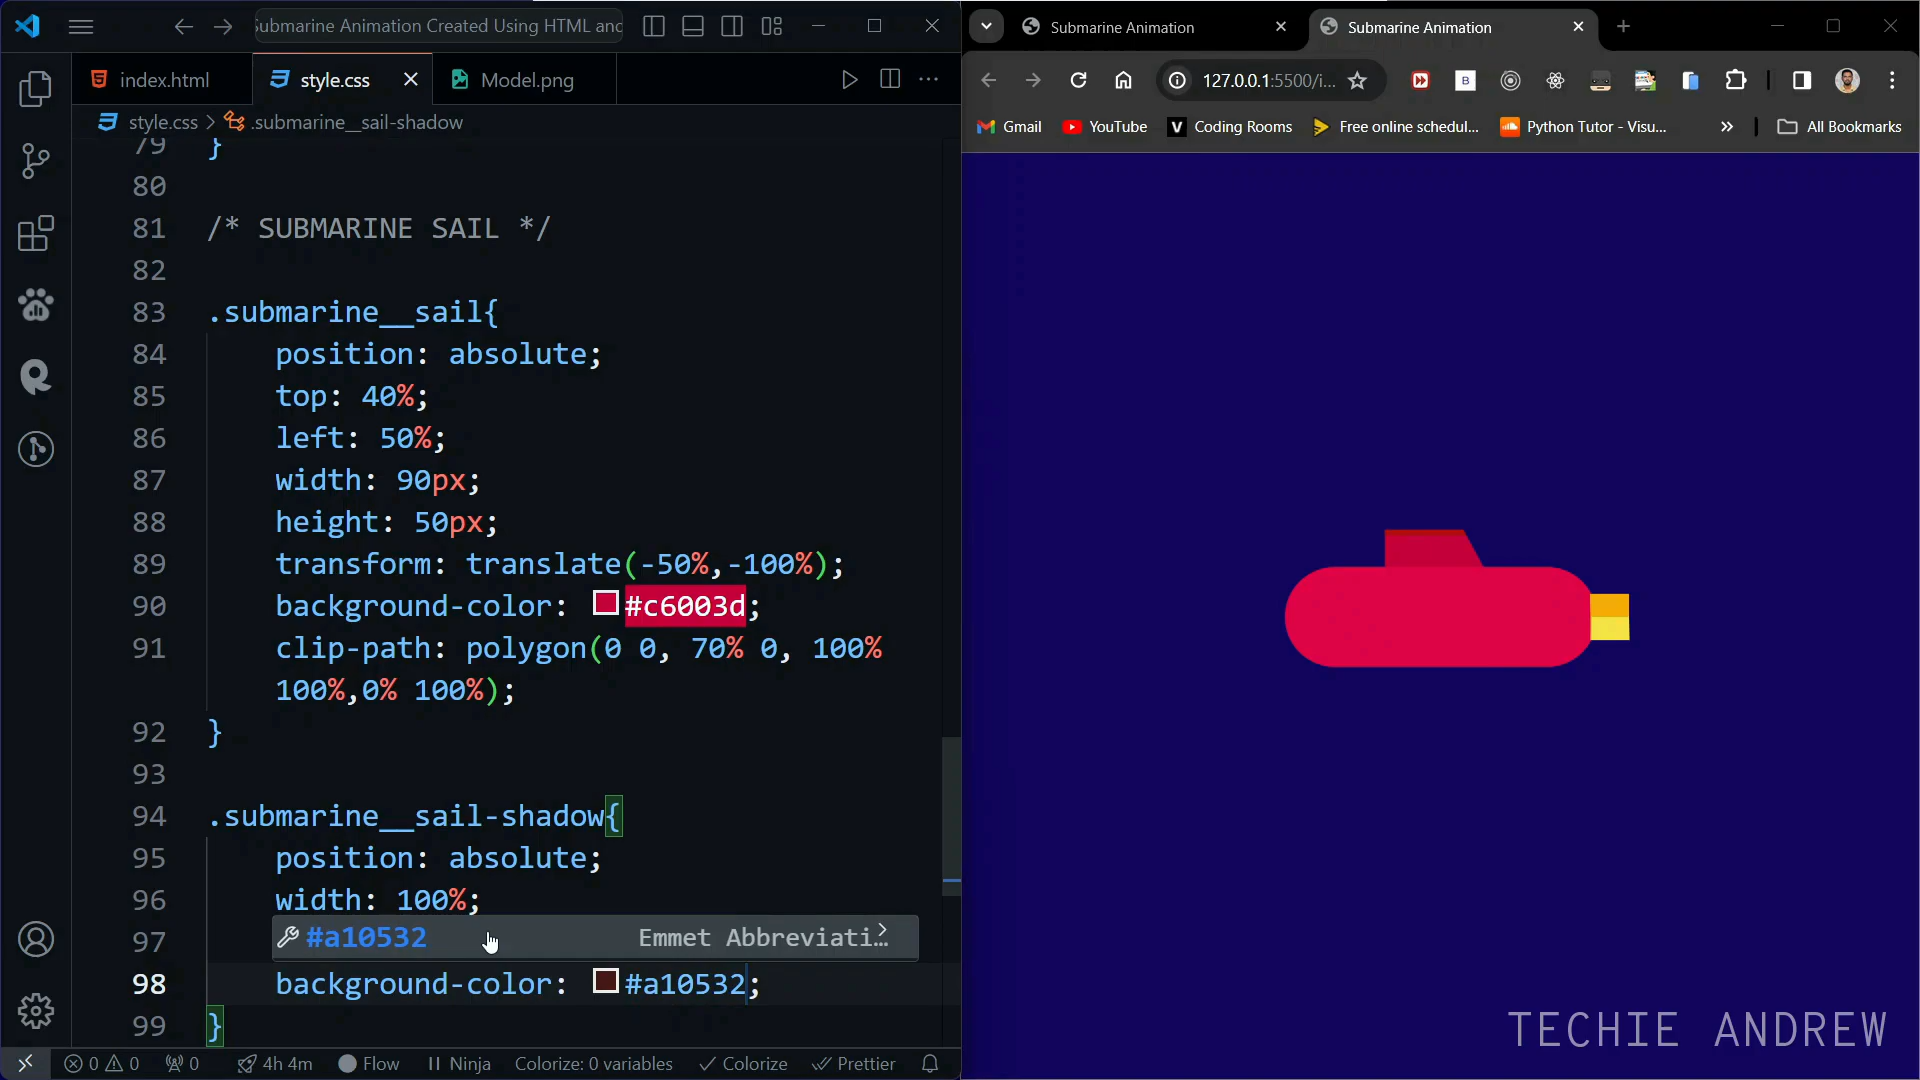 Submarine Animation Created Using HTML and
index.html
style.css
Model.png
style.css > .submarine__sail-shadow
79 }
80
81 /* SUBMARINE SAIL */
82
83 .submarine__sail{
84 position: absolute;
85 top: 40%;
86 left: 50%;
87 width: 90px;
88 height: 50px;
89 transform: translate(-50%,-100%);
90 background-color: #c6003d;
91 clip-path: polygon(0 0, 70% 0, 100%
100%,0% 100%);
92 }
93
94 .submarine__sail-shadow{
95 position: absolute;
96 width: 100%;
97 #a10532 Emmet Abbreviati…
98 background-color: #a10532;
99 }
0 0 0 4h 4m Flow Ninja Colorize: 0 variables Colorize Prettier
Submarine Animation
Submarine Animation
127.0.0.1:5500/i...
Gmail YouTube Coding Rooms Free online schedul... Python Tutor - Visu... » All Bookmarks
TECHIE ANDREW